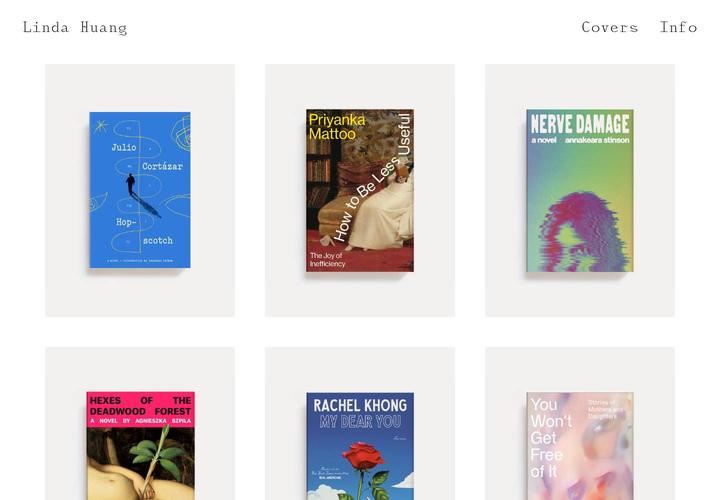 Linda Huang
Covers Info
Julio
Cortázar
Hop-
scotch
Priyanka
Mattoo
How to Be Less Useful
The Joy of
Inefficiency
NERVE DAMAGE
a novel annakeara stinson
HEXES OF THE
DEADWOOD FOREST
A NOVEL BY AGNIESZKA SZPILA
RACHEL KHONG
MY DEAR YOU
REAL AMERICANS
You
Won't
Get
Free
of It
Stories of
Mothers and
Daughters